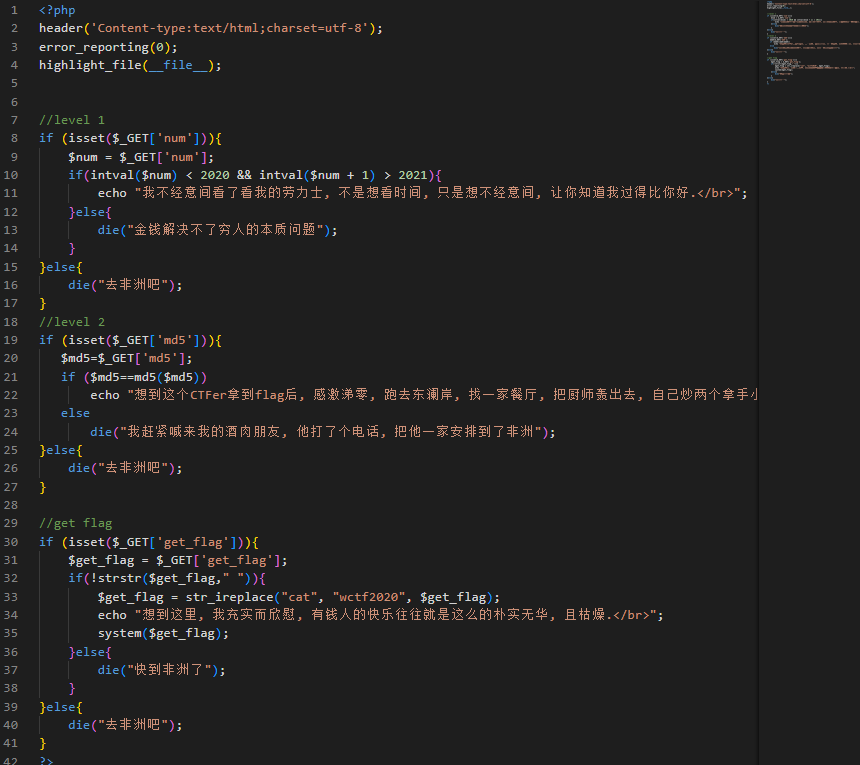 1 <?php
2 header('Content-type:text/html;charset=utf-8');
3 error_reporting(0);
4 highlight_file(__file__);
5
6
7 //level 1
8 if (isset($_GET['num'])){
9 $num = $_GET['num'];
10 if(intval($num) < 2020 && intval($num + 1) > 2021){
11 echo "我不经意间看了看我的劳力士, 不是想看时间, 只是想不经意间, 让你知道我过得比你好.</br>";
12 }else{
13 die("金钱解决不了穷人的本质问题");
14 }
15 }else{
16 die("去非洲吧");
17 }
18 //level 2
19 if (isset($_GET['md5'])){
20 $md5=$_GET['md5'];
21 if ($md5==md5($md5))
22 echo "想到这个CTFer拿到flag后, 感激涕零, 跑去东澜岸, 找一家餐厅, 把厨师轰出去, 自己炒两个拿手小
23 else
24 die("我赶紧喊来我的酒肉朋友, 他打了个电话, 把他一家安排到了非洲");
25 }else{
26 die("去非洲吧");
27 }
28
29 //get flag
30 if (isset($_GET['get_flag'])){
31 $get_flag = $_GET['get_flag'];
32 if(!strstr($get_flag," ")){
33 $get_flag = str_ireplace("cat", "wctf2020", $get_flag);
34 echo "想到这里, 我充实而欣慰, 有钱人的快乐往往就是这么的朴实无华, 且枯燥.</br>";
35 system($get_flag);
36 }else{
37 die("快到非洲了");
38 }
39 }else{
40 die("去非洲吧");
41 }
42 ?>